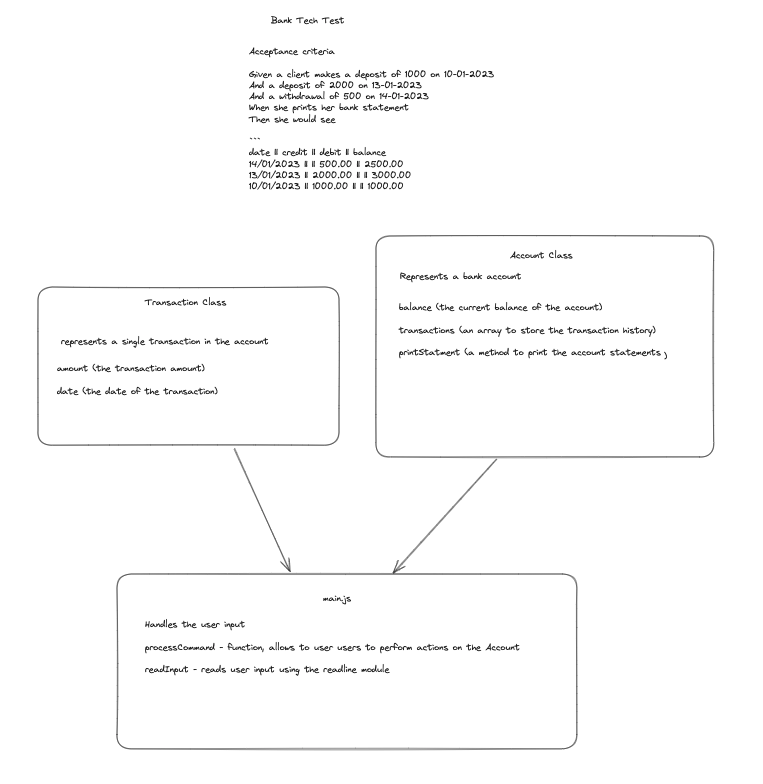 Bank Tech Test
Acceptance criteria
Given a client makes a deposit of 1000 on 10-01-2023
And a deposit of 2000 on 13-01-2023
And a withdrawal of 500 on 14-01-2023
When she prints her bank statement
Then she would see
```
date || credit || debit || balance
14/01/2023 || || 500.00 || 2500.00
13/01/2023 || 2000.00 || || 3000.00
10/01/2023 || 1000.00 || || 1000.00
Transaction Class
represents a single transaction in the account
amount (the transaction amount)
date (the date of the transaction)
Account Class
Represents a bank account
balance (the current balance of the account)
transactions (an array to store the transaction history)
printStatment (a method to print the account statements)
main.js
Handles the user input
processCommand - function, allows to user users to perform actions on the Account
readInput - reads user input using the readline module